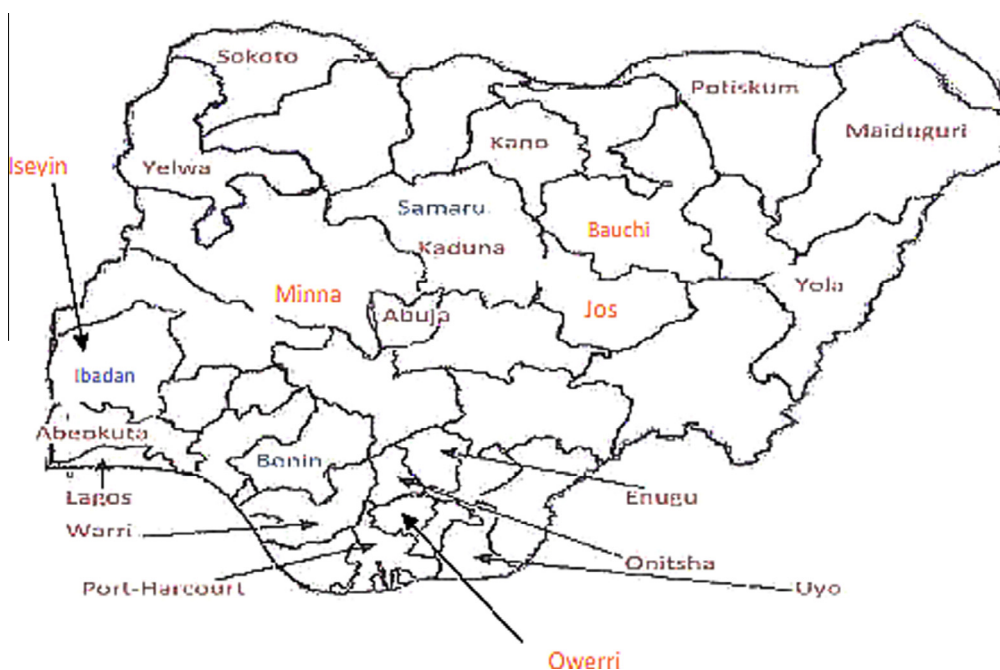 Sokoto
Potiskum
Maiduguri
Kano
Iseyin
Yelwa
Samaru
Bauchi
Kaduna
Yola
Minna
Jos
Abuja
Ibadan
Abeokuta
Benin
Lagos
Enugu
Warri
Onitsha
Port-Harcourt
Uyo
Owerri